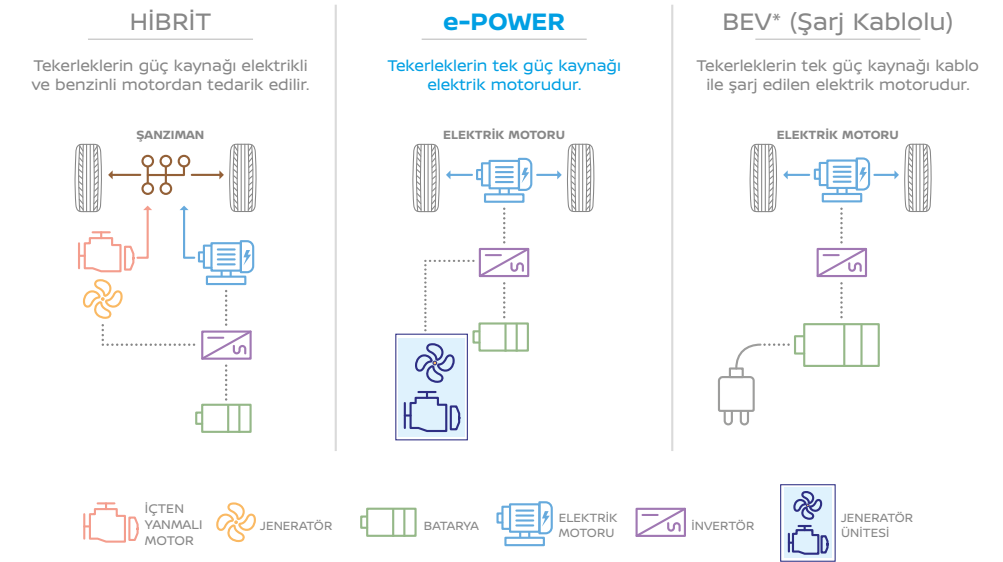 HİBRİT
Tekerleklerin güç kaynağı elektrikli
ve benzinli motordan tedarik edilir.
ŞANZIMAN
e-POWER
Tekerleklerin tek güç kaynağı
elektrik motorudur.
ELEKTRİK MOTORU
BEV* (Şarj Kablolu)
Tekerleklerin tek güç kaynağı kablo
ile şarj edilen elektrik motorudur.
ELEKTRİK MOTORU
İÇTEN
YANMALI
MOTOR
JENERATÖR
BATARYA
ELEKTRİK
MOTORU
İNVERTÖR
JENERATÖR
ÜNİTESİ